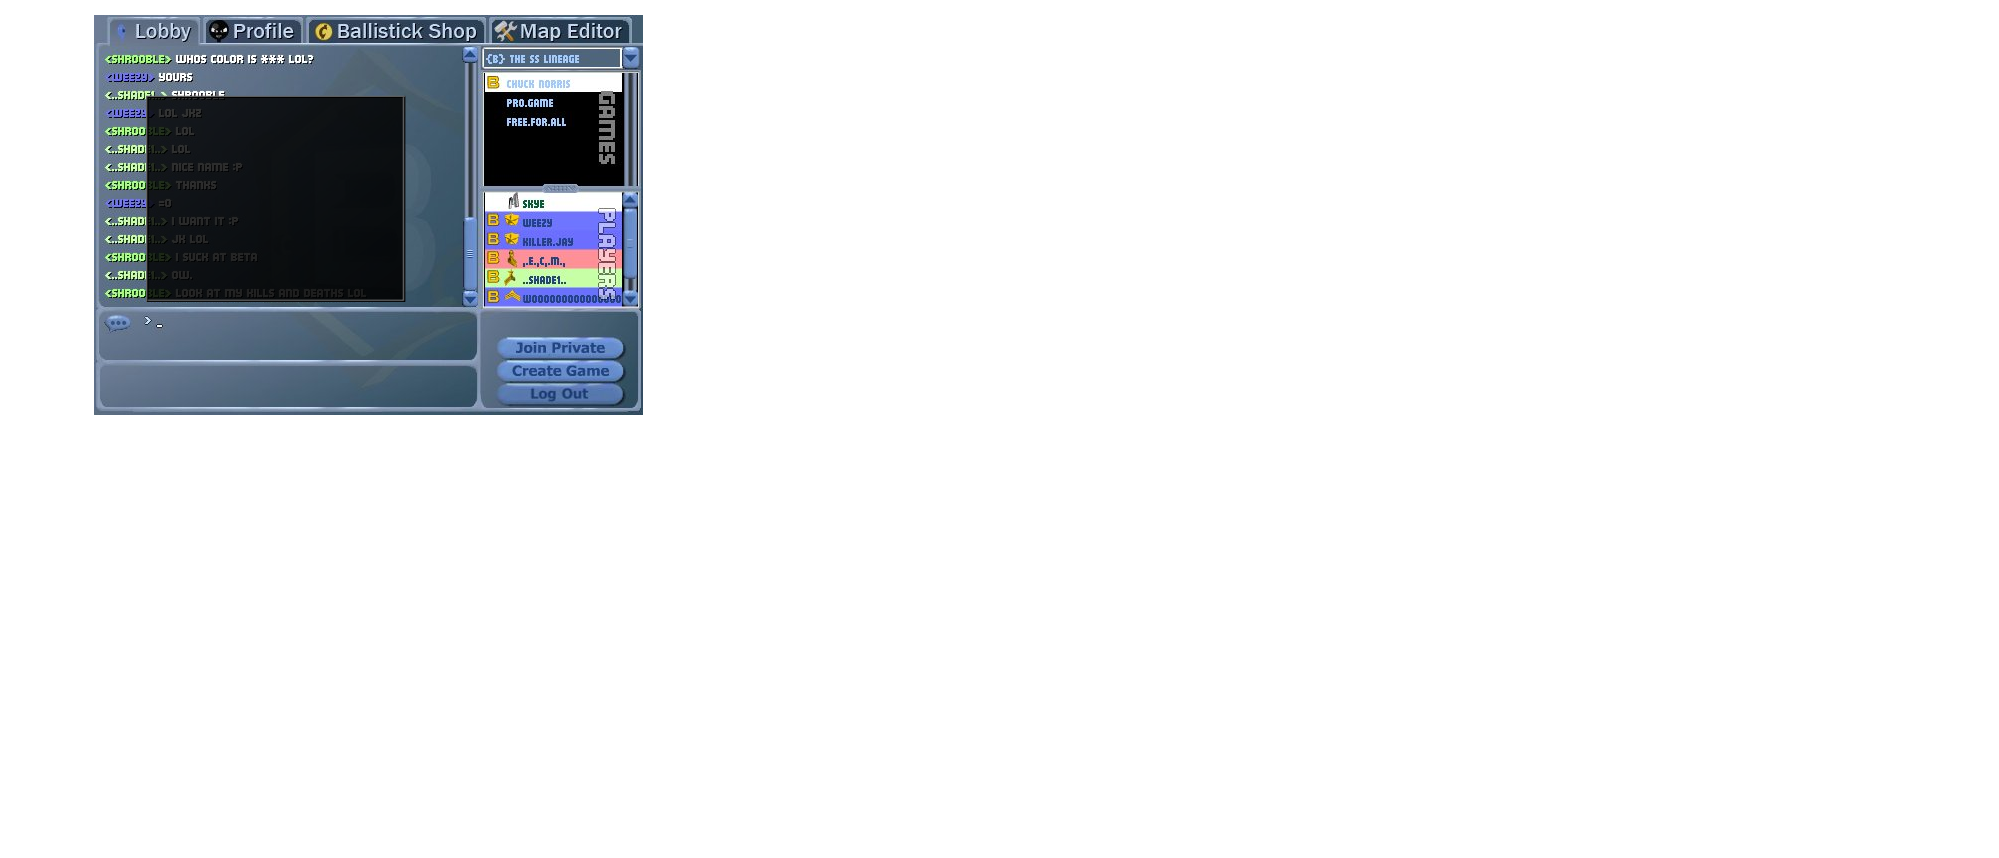 Lobby Profile Ballistick Shop Map Editor
<SHROOBLE> WHOS COLOR IS *** LOL?
<WEEZY> YOURS
<..SHADE1..> SHROOBLE
<WEEZY> LOL JKZ
<SHROOBLE> LOL
<..SHADE1..> LOL
<..SHADE1..> NICE NAME :P
<SHROOBLE> THANKS
<WEEZY> =O
<..SHADE1..> I WANT IT :P
<..SHADE1..> JK LOL
<SHROOBLE> I SUCK AT BETA
<..SHADE1..> OW.
<SHROOBLE> LOOK AT MY KILLS AND DEATHS LOL
> _
{B} THE SS LINEAGE
B CHUCK NORRIS
PRO.GAME
FREE.FOR.ALL
GAMES
SKYE
B WEEZY
B KILLER.JAY
B ,.E.,C,.M.,
B ..SHADE1..
B
PLAYERS
Join Private
Create Game
Log Out